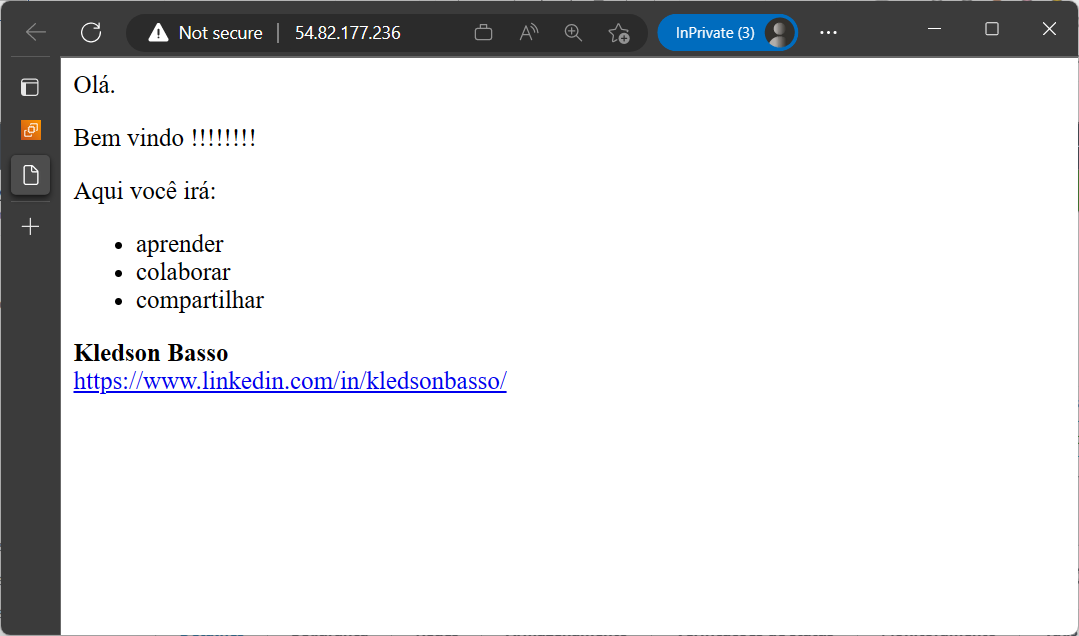 Not secure
54.82.177.236
InPrivate (3)
Olá.
Bem vindo !!!!!!!!
Aqui você irá:
aprender
colaborar
compartilhar
Kledson Basso
https://www.linkedin.com/in/kledsonbasso/